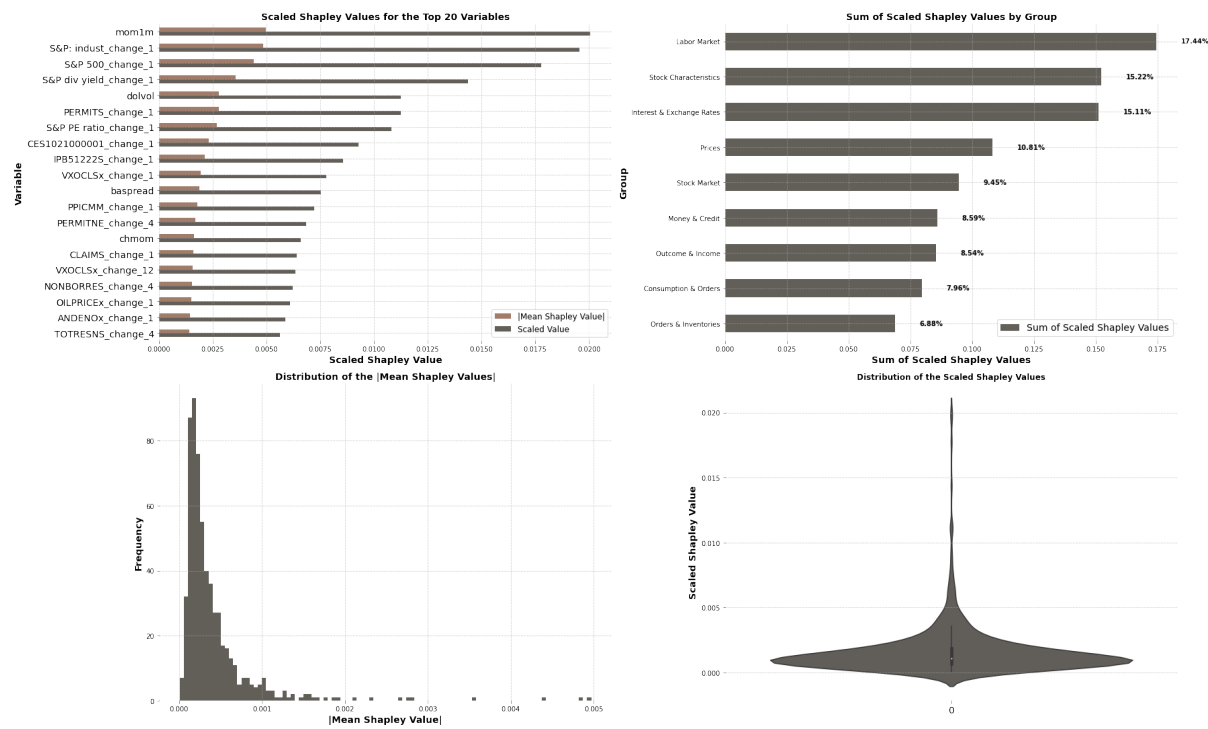 Scaled Shapley Values for the Top 20 Variables
mom1m
S&P: indust_change_1
S&P 500_change_1
S&P div yield_change_1
dolvol
PERMITS_change_1
S&P PE ratio_change_1
CES1021000001_change_1
IPB51222S_change_1
VXOCLSx_change_1
baspread
PPICMM_change_1
PERMITNE_change_4
chmom
CLAIMS_change_1
VXOCLSx_change_12
NONBORRES_change_4
OILPRICEx_change_1
ANDENOx_change_1
TOTRESNS_change_4
Variable
|Mean Shapley Value|
Scaled Value
0.0000 0.0025 0.0050 0.0075 0.0100 0.0125 0.0150 0.0175 0.0200
Scaled Shapley Value
Sum of Scaled Shapley Values by Group
Labor Market 17.44%
Stock Characteristics 15.22%
Interest & Exchange Rates 15.11%
Prices 10.81%
Stock Market 9.45%
Money & Credit 8.59%
Outcome & Income 8.54%
Consumption & Orders 7.96%
Orders & Inventories 6.88%
Group
Sum of Scaled Shapley Values
0.000 0.025 0.050 0.075 0.100 0.125 0.150 0.175
Sum of Scaled Shapley Values
Distribution of the |Mean Shapley Values|
80
60
40
20
0
Frequency
0.000 0.001 0.002 0.003 0.004 0.005
|Mean Shapley Value|
Distribution of the Scaled Shapley Values
0.020
0.015
0.010
0.005
0.000
Scaled Shapley Value
0